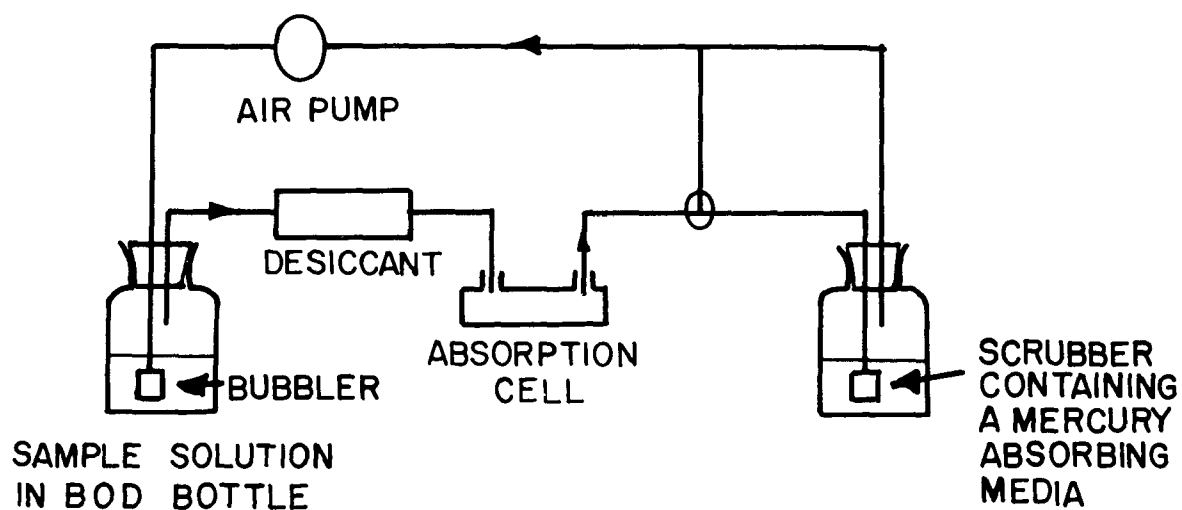 AIR PUMP
DESICCANT
ABSORPTION
CELL
BUBBLER
SAMPLE SOLUTION
IN BOD BOTTLE
SCRUBBER
CONTAINING
A MERCURY
ABSORBING
MEDIA